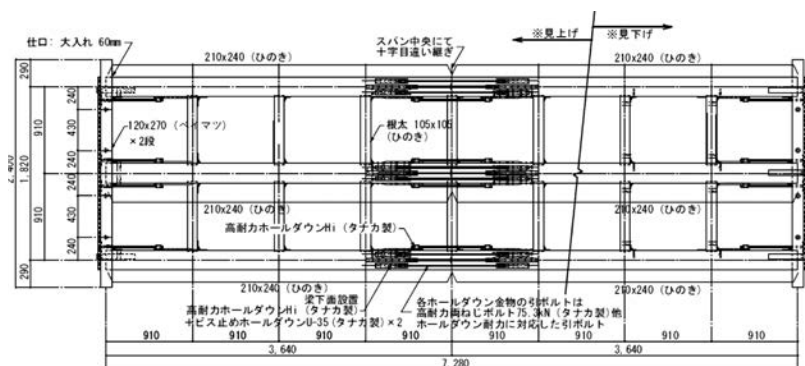 仕口：大入れ 60mm
スパン中央にて
十字目違い継ぎ
※見上げ
※見下げ
210x240（ひのき）
210x240（ひのき）
290
240
430
240
240
430
240
290
910
910
1,820
2,400
120x270（ベイマツ）
×2段
根太 105x105
（ひのき）
210x240（ひのき）
210x240（ひのき）
高耐力ホールダウンHi（タナカ製）
210x240（ひのき）
210x240（ひのき）
梁下面設置
高耐力ホールダウンHi（タナカ製）
+ビス止めホールダウンU-35（タナカ製）×2
各ホールダウン金物の引ボルトは
高耐力両ねじボルト75.3kN（タナカ製）他
ホールダウン耐力に対応した引ボルト
910 910 910 910 910 910 910 910
3,640 3,640
7,280